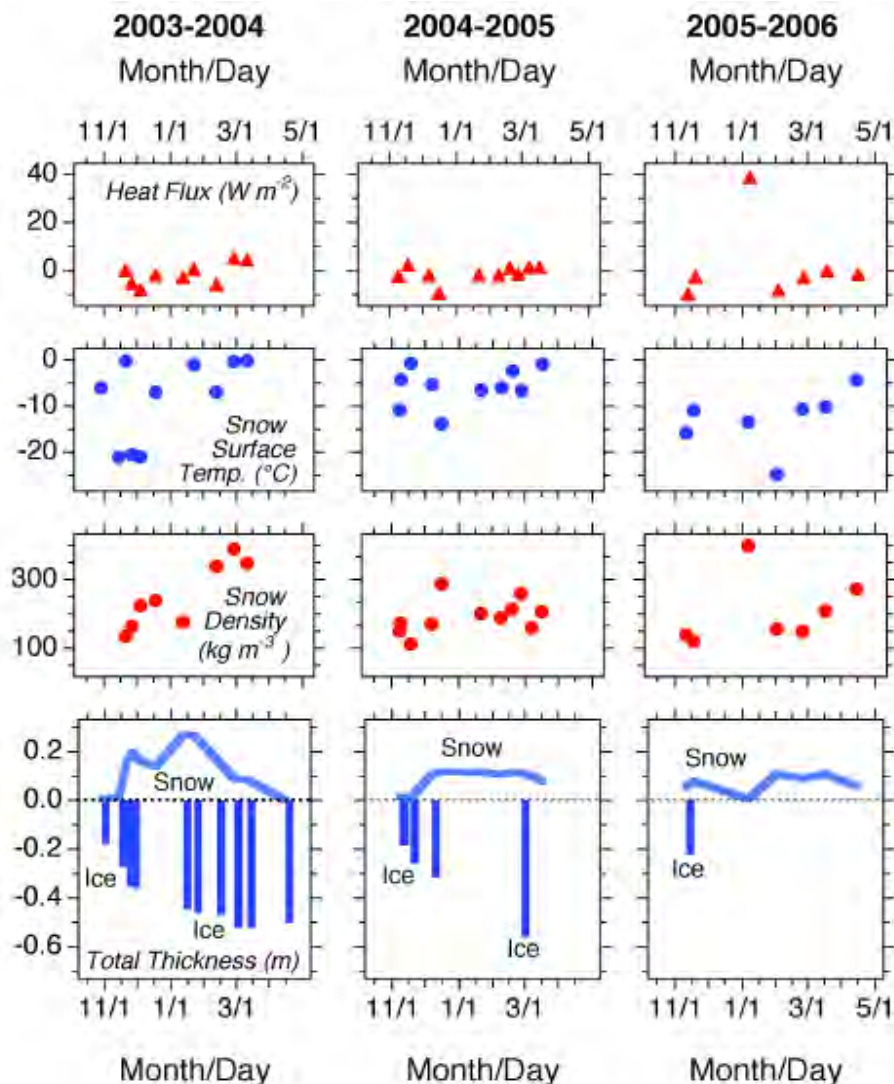 2003-2004 2004-2005 2005-2006
Month/Day Month/Day Month/Day
11/1 1/1 3/1 5/1 11/1 1/1 3/1 5/1 11/1 1/1 3/1 5/1
40
Heat Flux (W m-2)
20
0
0
-10
Snow
-20
Surface
Temp. (°C)
300
Snow
Density
100
(kg m-3)
0.2
Snow Snow Snow
0.0
-0.2
Ice Ice Ice
-0.4
Ice
-0.6
Ice
Total Thickness (m)
11/1 1/1 3/1 11/1 1/1 3/1 11/1 1/1 3/1 5/1
Month/Day Month/Day Month/Day